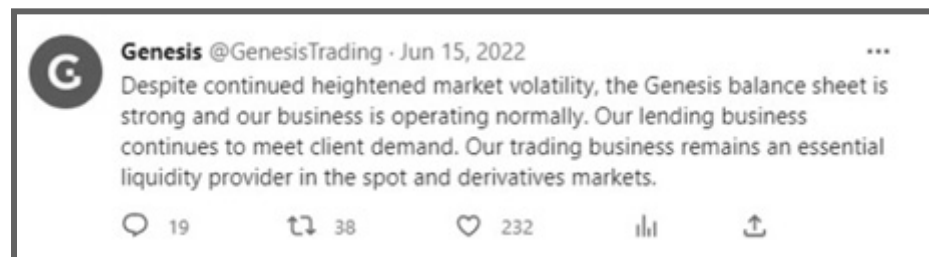 Genesis @GenesisTrading · Jun 15, 2022
Despite continued heightened market volatility, the Genesis balance sheet is
strong and our business is operating normally. Our lending business
continues to meet client demand. Our trading business remains an essential
liquidity provider in the spot and derivatives markets.
19 38 232